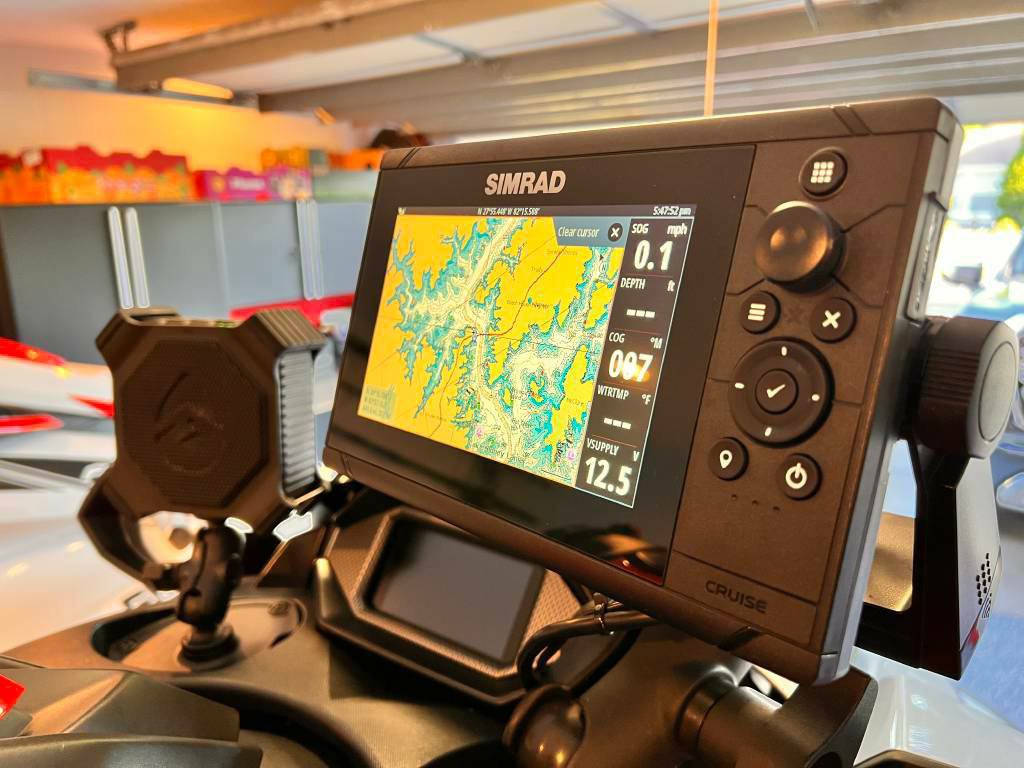 SIMRAD
N 27°55.448' W 82°15.508'
5:47:52 pm
Clear cursor
SOG mph
0.1
DEPTH ft
---
COG °M
007
WTRTMP °F
---
VSUPPLY V
12.5
CRUISE